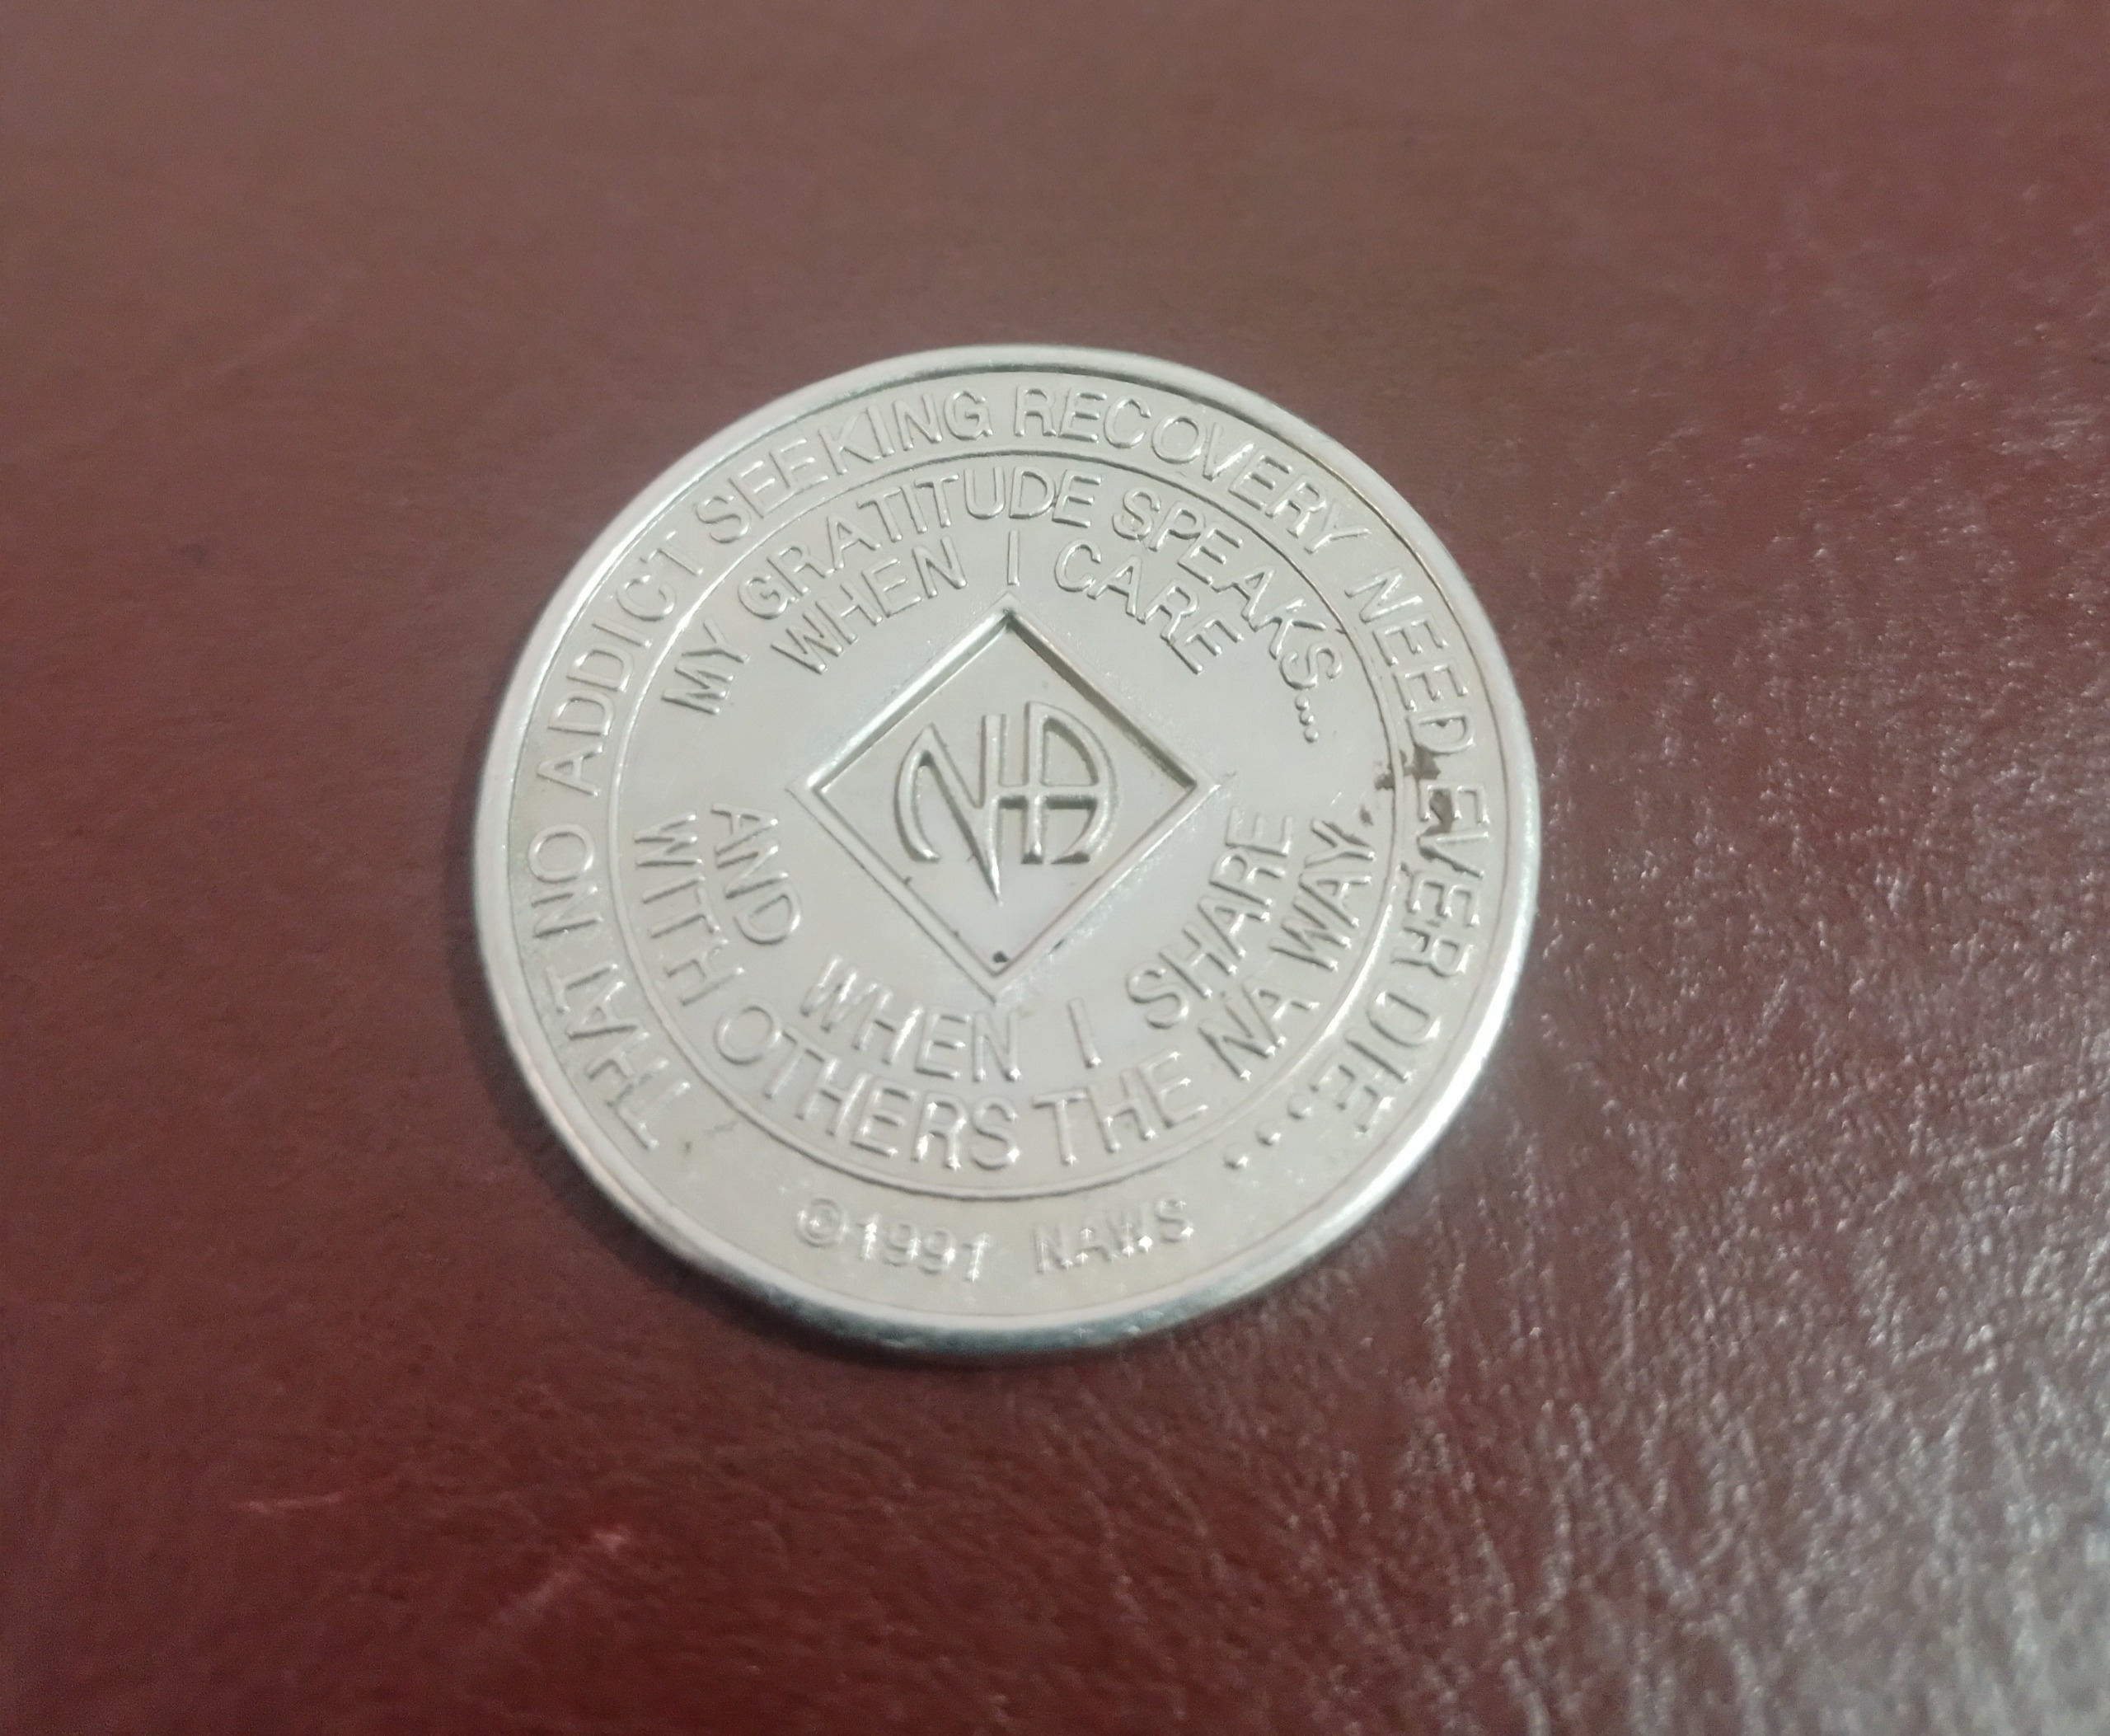 THAT NO ADDICT SEEKING RECOVERY NEED EVER DIE....
MY GRATITUDE SPEAKS...
WHEN I CARE
NA
AND WHEN I SHARE
WITH OTHERS THE NA WAY.
©1991 NAWS